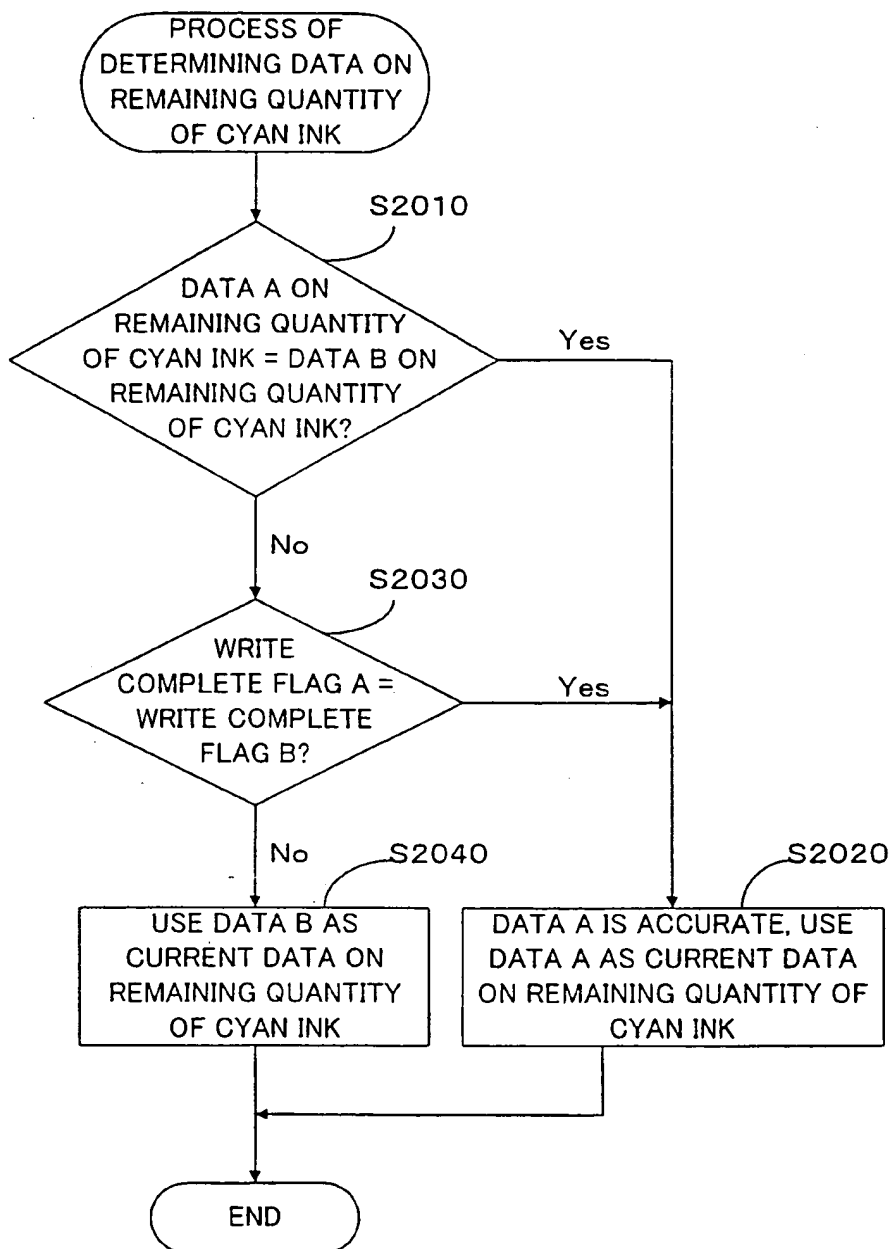 PROCESS OF
DETERMINING DATA ON
REMAINING QUANTITY
OF CYAN INK
S2010
DATA A ON
REMAINING QUANTITY
OF CYAN INK = DATA B ON
REMAINING QUANTITY
OF CYAN INK?
Yes
No
S2030
WRITE
COMPLETE FLAG A =
WRITE COMPLETE
FLAG B?
Yes
No
S2040
USE DATA B AS
CURRENT DATA ON
REMAINING QUANTITY
OF CYAN INK
S2020
DATA A IS ACCURATE, USE
DATA A AS CURRENT DATA
ON REMAINING QUANTITY OF
CYAN INK
END